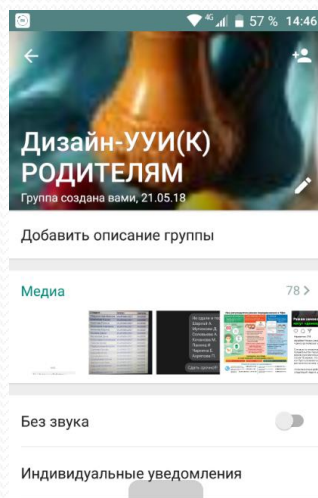 4G 57 % 14:46
Дизайн-УУИ(К)
РОДИТЕЛЯМ
Группа создана вами, 21.05.18
Добавить описание группы
Медиа 78 >
Без звука
Индивидуальные уведомления